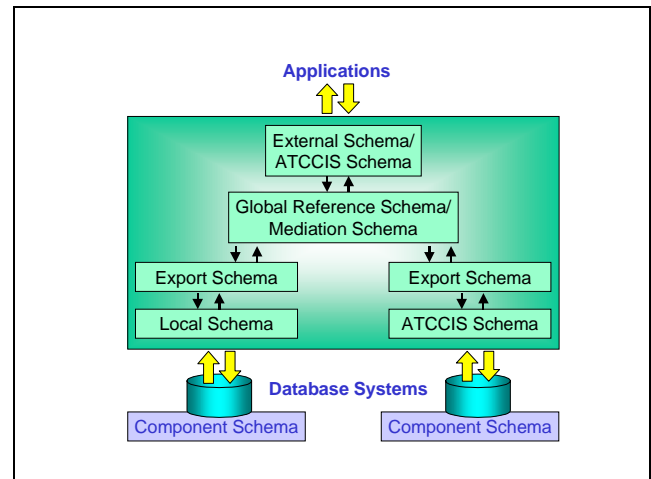 Applications
External Schema/
ATCCIS Schema
Global Reference Schema/
Mediation Schema
Export Schema
Export Schema
Local Schema
ATCCIS Schema
Database Systems
Component Schema
Component Schema